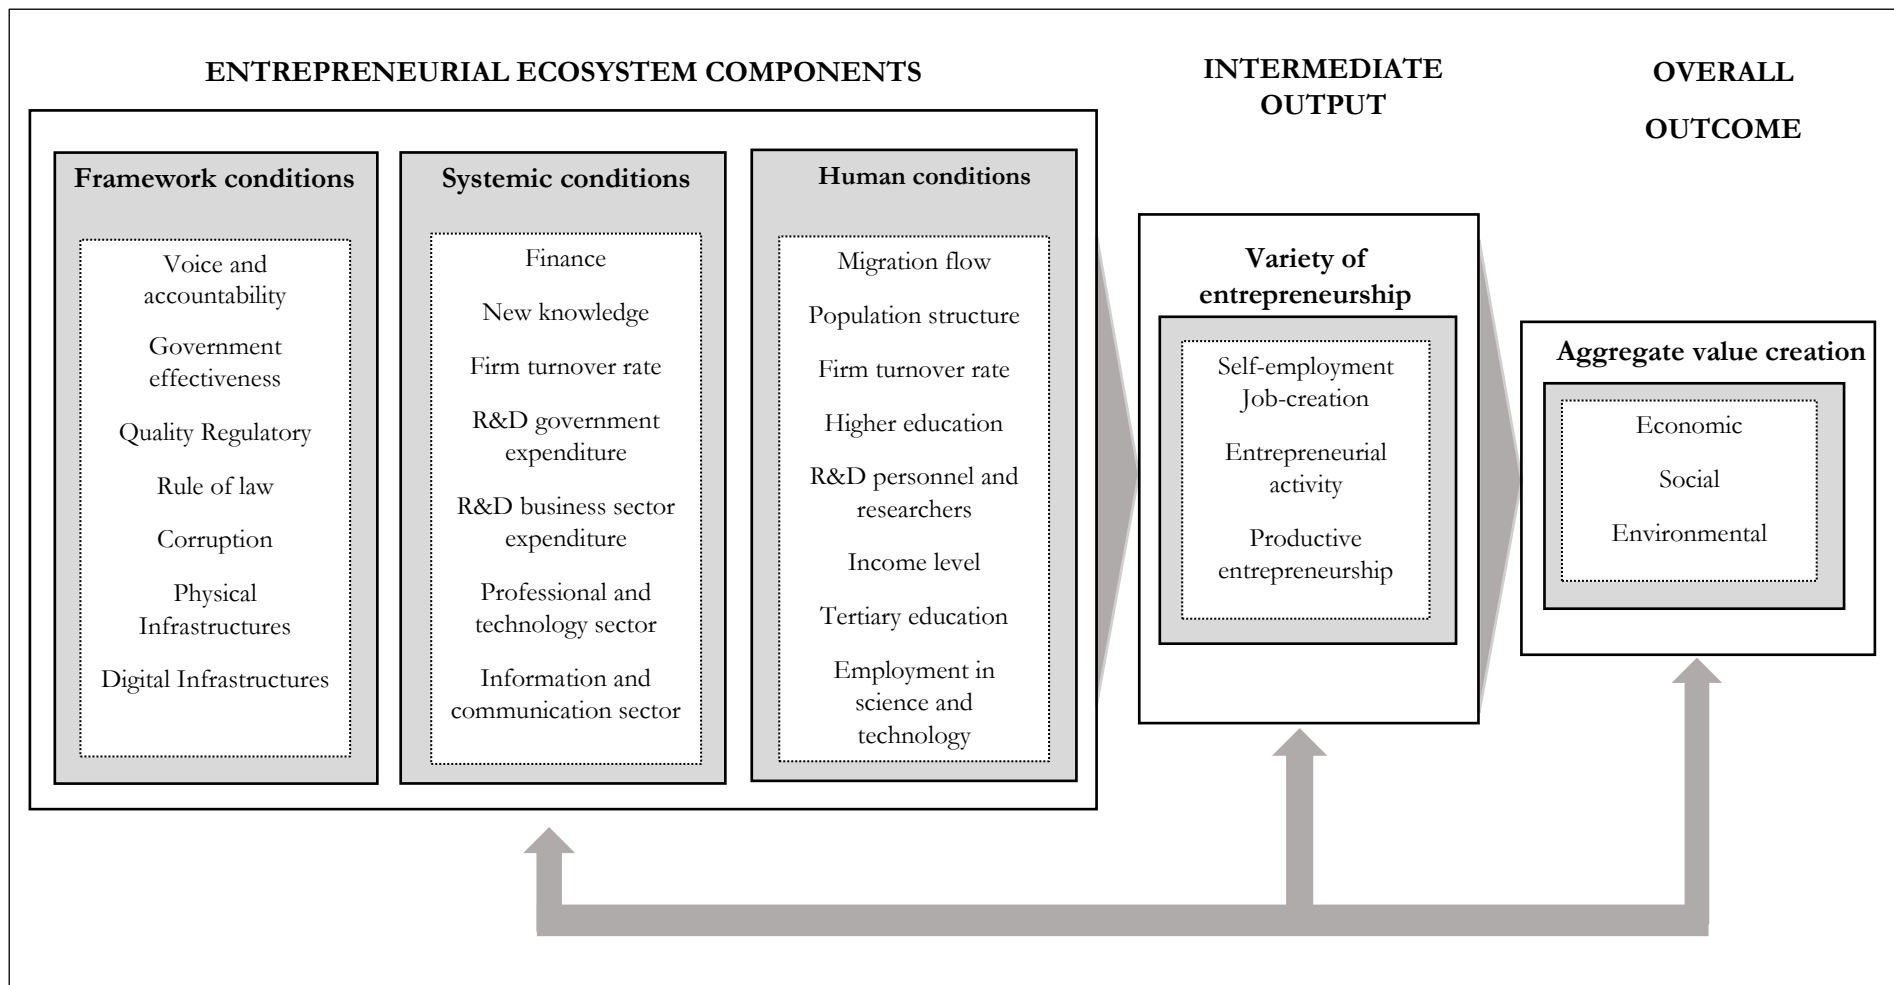 ENTREPRENEURIAL ECOSYSTEM COMPONENTS
Framework conditions
Voice and
accountability
Government
effectiveness
Quality Regulatory
Rule of law
Corruption
Physical
Infrastructures
Digital Infrastructures
Systemic conditions
Finance
New knowledge
Firm turnover rate
R&D government
expenditure
R&D business sector
expenditure
Professional and
technology sector
Information and
communication sector
Human conditions
Migration flow
Population structure
Firm turnover rate
Higher education
R&D personnel and
researchers
Income level
Tertiary education
Employment in
science and
technology
INTERMEDIATE
OUTPUT
Variety of
entrepreneurship
Self-employment
Job-creation
Entrepreneurial
activity
Productive
entrepreneurship
OVERALL
OUTCOME
Aggregate value creation
Economic
Social
Environmental